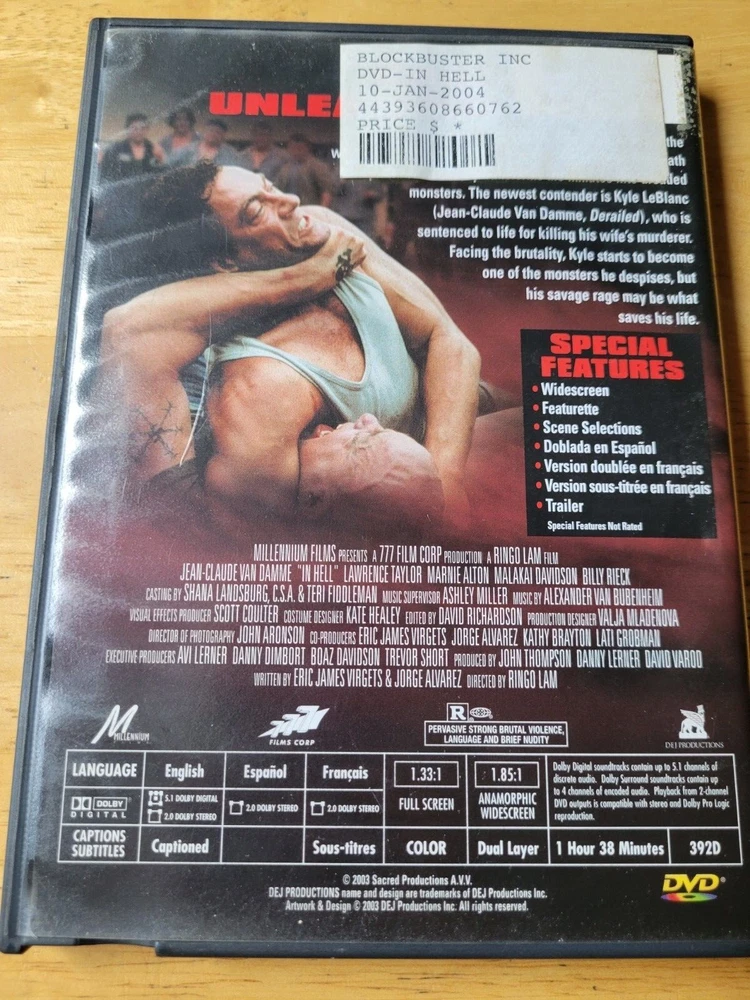 BLOCKBUSTER INC
DVD-IN HELL
10-JAN-2004
44393608660762
PRICE $ *
monsters. The newest contender is Kyle LeBlanc
(Jean-Claude Van Damme, Derailed), who is
sentenced to life for killing his wife's murderer.
Facing the brutality, Kyle starts to become
one of the monsters he despises, but
his savage rage may be what
saves his life.
SPECIAL
FEATURES
• Widescreen
• Featurette
• Scene Selections
• Doblada en Español
• Version doublée en français
• Version sous-titrée en français
• Trailer
Special Features Not Rated
MILLENNIUM FILMS PRESENTS A 777 FILM CORP PRODUCTION A RINGO LAM FILM
JEAN-CLAUDE VAN DAMME "IN HELL" LAWRENCE TAYLOR MARNIE ALTON MALAKAI DAVIDSON BILLY RIECK
CASTING BY SHANA LANDSBURG, C.S.A. & TERI FIDDLEMAN MUSIC SUPERVISOR ASHLEY MILLER MUSIC BY ALEXANDER VAN BUBENHEIM
VISUAL EFFECTS PRODUCER SCOTT COULTER COSTUME DESIGNER KATE HEALEY EDITED BY DAVID RICHARDSON PRODUCTION DESIGNER VALJA MLADENOVA
DIRECTOR OF PHOTOGRAPHY JOHN ARONSON CO-PRODUCERS ERIC JAMES VIRGETS JORGE ALVAREZ KATHY BRAYTON LATI GROBMAN
EXECUTIVE PRODUCERS AVI LERNER DANNY DIMBORT BOAZ DAVIDSON TREVOR SHORT PRODUCED BY JOHN THOMPSON DANNY LERNER DAVID VAROD
WRITTEN BY ERIC JAMES VIRGETS & JORGE ALVAREZ DIRECTED BY RINGO LAM
MILLENNIUM
777
FILMS CORP
R
PERVASIVE STRONG BRUTAL VIOLENCE,
LANGUAGE AND BRIEF NUDITY
DEJ PRODUCTIONS
LANGUAGE English Español Français 1.33:1 1.85:1
Dolby Digital soundtracks contain up to 5.1 channels of
discrete audio. Dolby Surround soundtracks contain up
to 4 channels of encoded audio. Playback from 2-channel
DVD outputs is compatible with stereo and Dolby Pro Logic
reproduction.
DOLBY DIGITAL 5.1 DOLBY DIGITAL 2.0 DOLBY STEREO 2.0 DOLBY STEREO 2.0 DOLBY STEREO FULL SCREEN ANAMORPHIC WIDESCREEN
CAPTIONS SUBTITLES Captioned Sous-titres COLOR Dual Layer 1 Hour 38 Minutes 392D
© 2003 Sacred Productions A.V.V.
DEJ PRODUCTIONS name and design are trademarks of DEJ Productions Inc.
Artwork & Design © 2003 DEJ Productions Inc. All rights reserved.
DVD